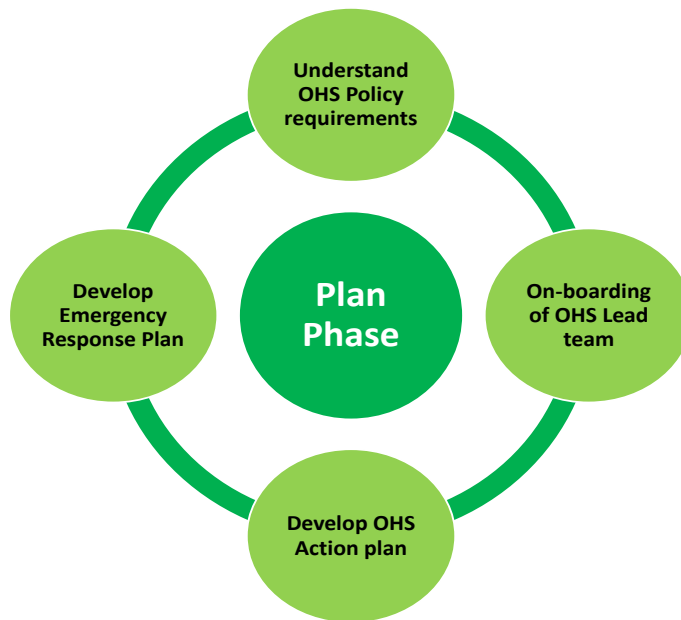 Understand
OHS Policy
requirements
Develop
Emergency
Response Plan
Plan
Phase
On-boarding
of OHS Lead
team
Develop OHS
Action plan